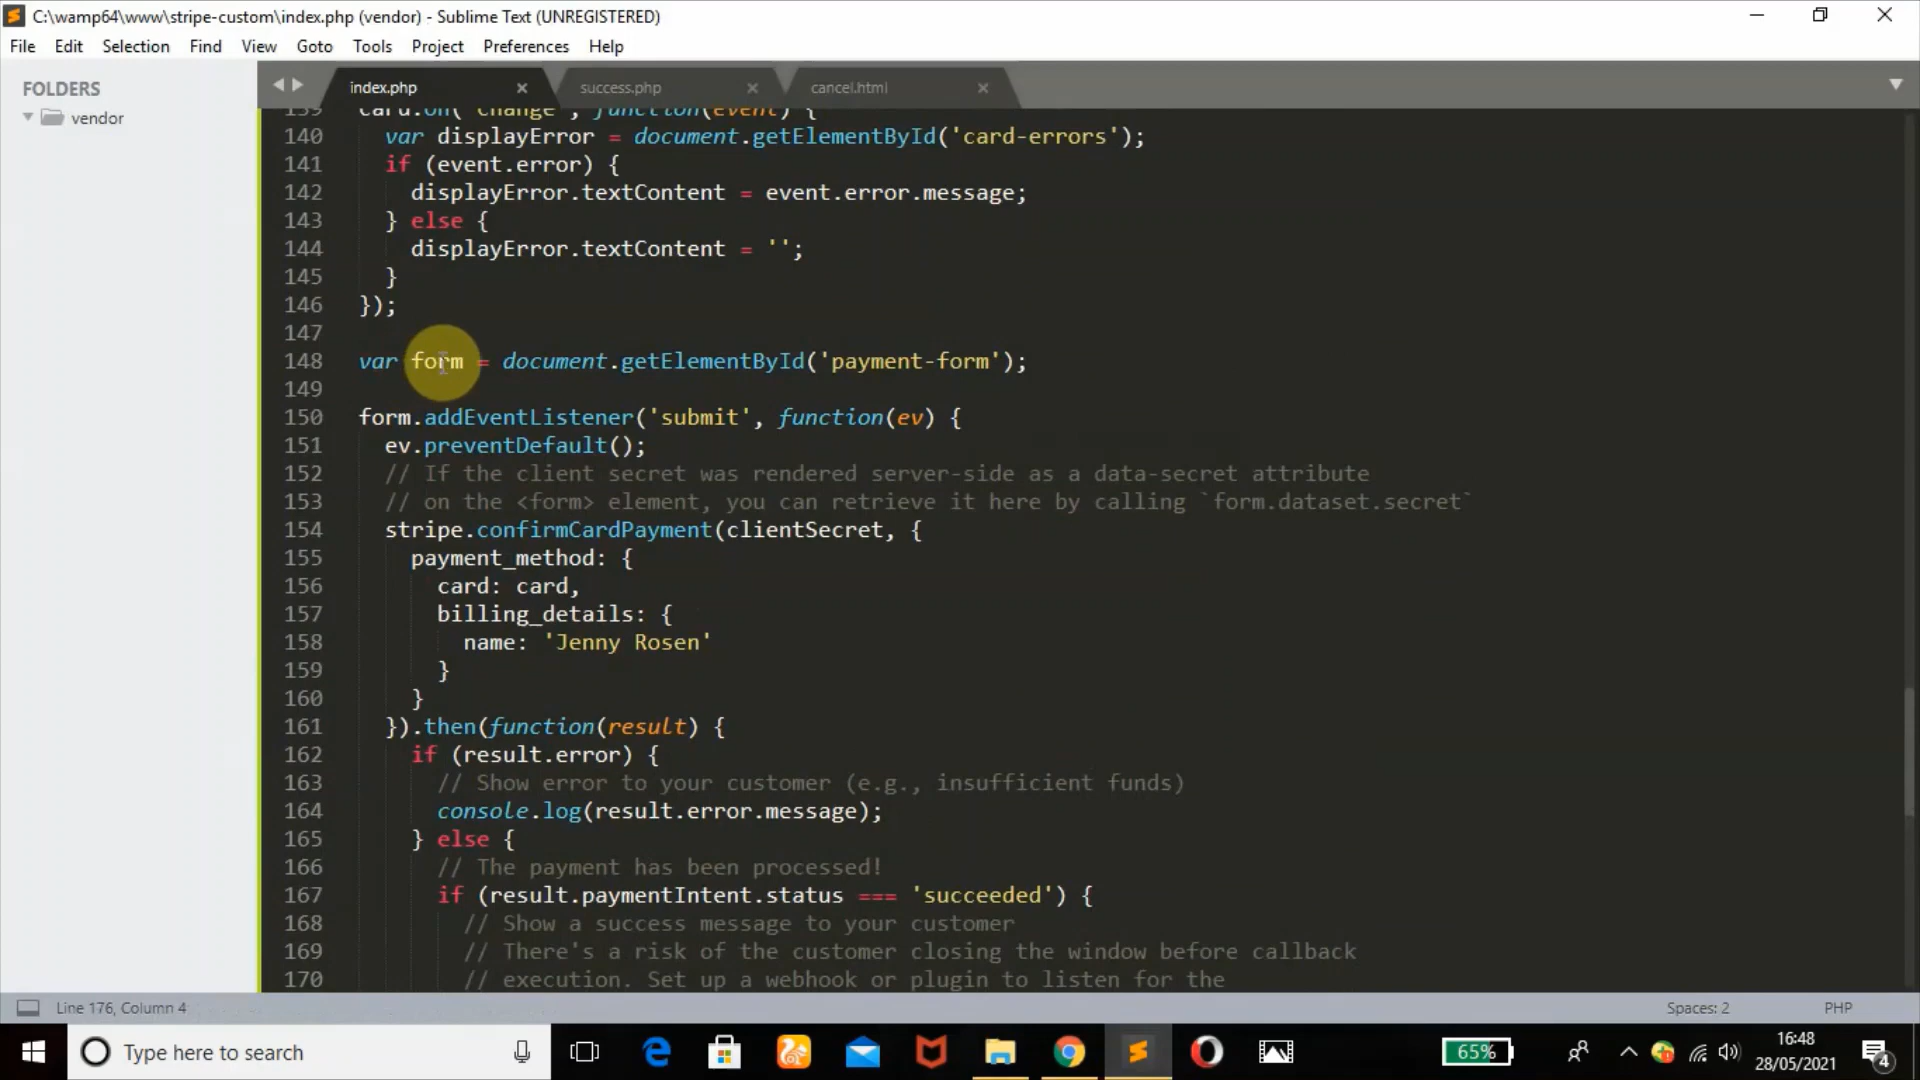 C:\wamp64\www\stripe-custom\index.php (vendor) - Sublime Text (UNREGISTERED)
File Edit Selection Find View Goto Tools Project Preferences Help
FOLDERS
vendor
index.php success.php cancel.html
139 card.on('change', function(event) {
140 var displayError = document.getElementById('card-errors');
141 if (event.error) {
142 displayError.textContent = event.error.message;
143 } else {
144 displayError.textContent = '';
145 }
146 });
147
148 var form = document.getElementById('payment-form');
149
150 form.addEventListener('submit', function(ev) {
151 ev.preventDefault();
152 // If the client secret was rendered server-side as a data-secret attribute
153 // on the <form> element, you can retrieve it here by calling `form.dataset.secret`
154 stripe.confirmCardPayment(clientSecret, {
155 payment_method: {
156 card: card,
157 billing_details: {
158 name: 'Jenny Rosen'
159 }
160 }
161 }).then(function(result) {
162 if (result.error) {
163 // Show error to your customer (e.g., insufficient funds)
164 console.log(result.error.message);
165 } else {
166 // The payment has been processed!
167 if (result.paymentIntent.status === 'succeeded') {
168 // Show a success message to your customer
169 // There's a risk of the customer closing the window before callback
170 // execution. Set up a webhook or plugin to listen for the
Line 176, Column 4 Spaces: 2 PHP
Type here to search
65%
16:48
28/05/2021
4